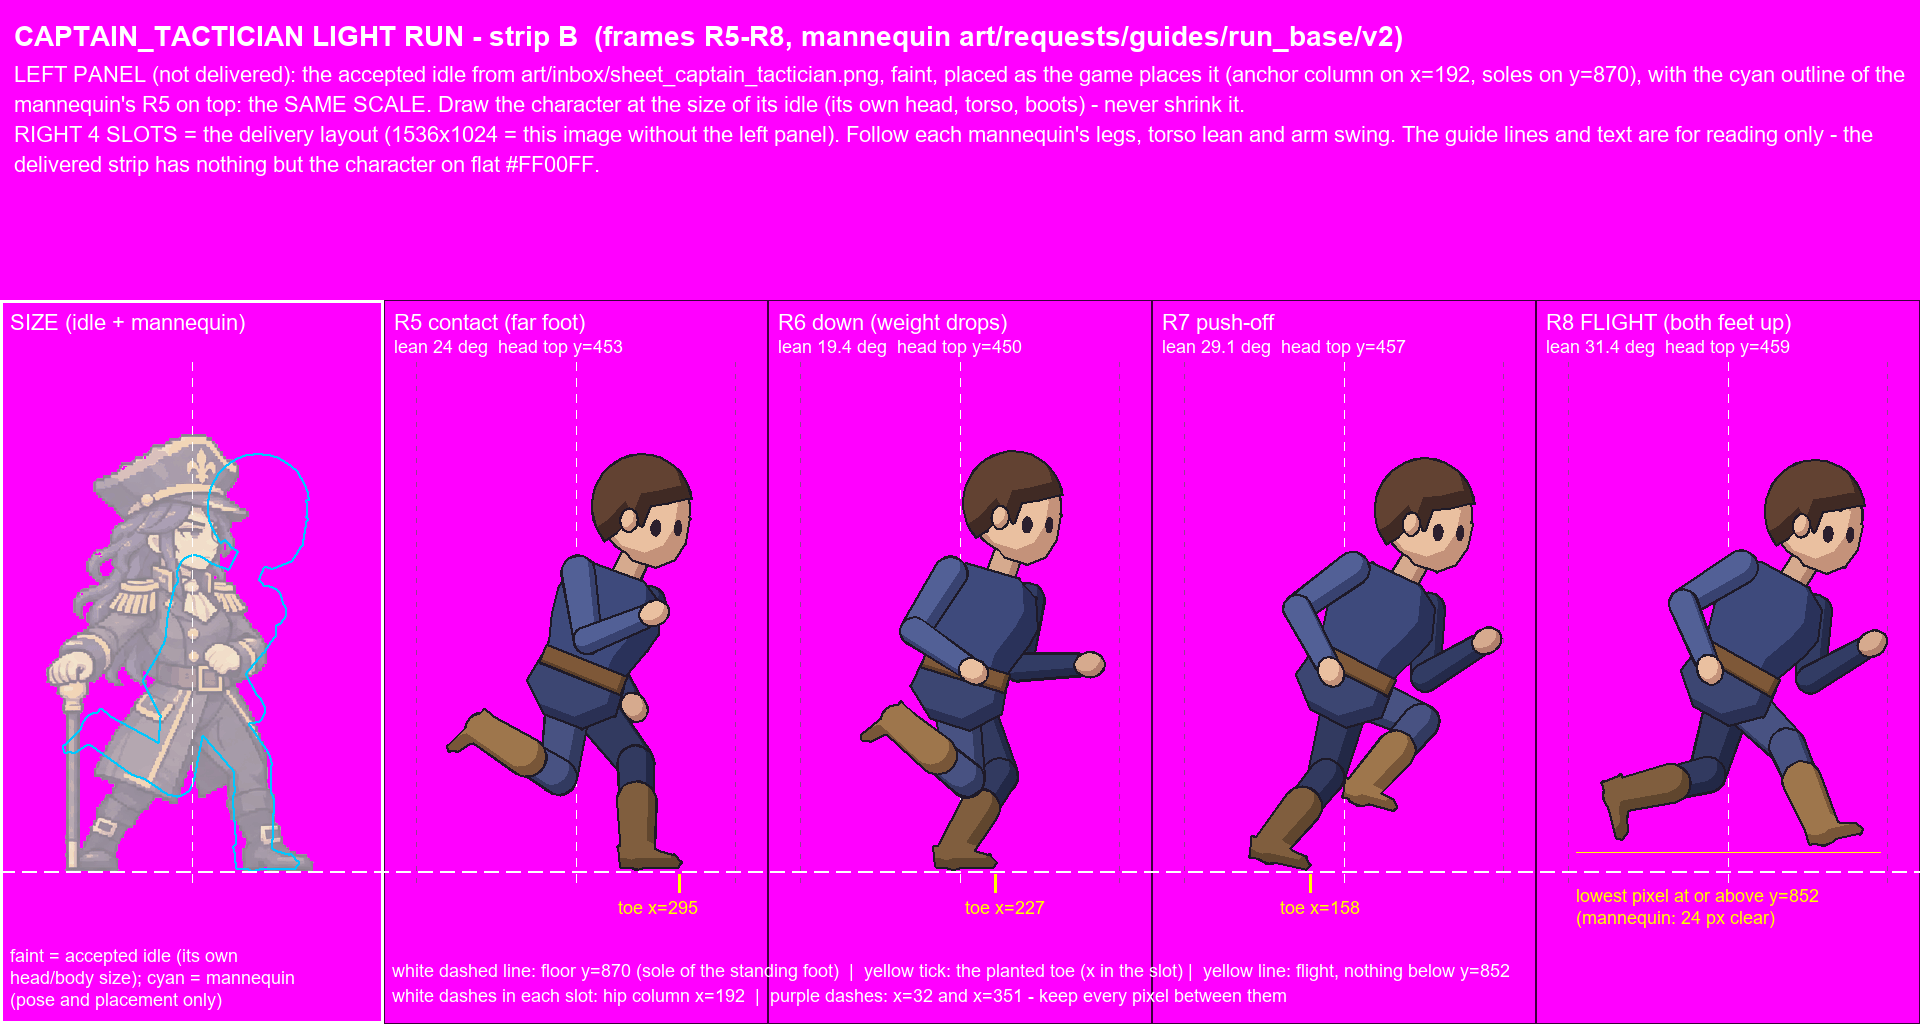 CAPTAIN_TACTICIAN LIGHT RUN - strip B  (frames R5-R8, mannequin art/requests/guides/run_base/v2)
LEFT PANEL (not delivered): the accepted idle from art/inbox/sheet_captain_tactician.png, faint, placed as the game places it (anchor column on x=192, soles on y=870), with the cyan outline of the
mannequin's R5 on top: the SAME SCALE. Draw the character at the size of its idle (its own head, torso, boots) - never shrink it.
RIGHT 4 SLOTS = the delivery layout (1536x1024 = this image without the left panel). Follow each mannequin's legs, torso lean and arm swing. The guide lines and text are for reading only - the
delivered strip has nothing but the character on flat #FF00FF.
SIZE (idle + mannequin)
R5 contact (far foot)
lean 24 deg  head top y=453
R6 down (weight drops)
lean 19.4 deg  head top y=450
R7 push-off
lean 29.1 deg  head top y=457
R8 FLIGHT (both feet up)
lean 31.4 deg  head top y=459
toe x=295
toe x=227
toe x=158
lowest pixel at or above y=852
(mannequin: 24 px clear)
faint = accepted idle (its own
head/body size); cyan = mannequin
(pose and placement only)
white dashed line: floor y=870 (sole of the standing foot)  |  yellow tick: the planted toe (x in the slot) |  yellow line: flight, nothing below y=852
white dashes in each slot: hip column x=192  |  purple dashes: x=32 and x=351 - keep every pixel between them